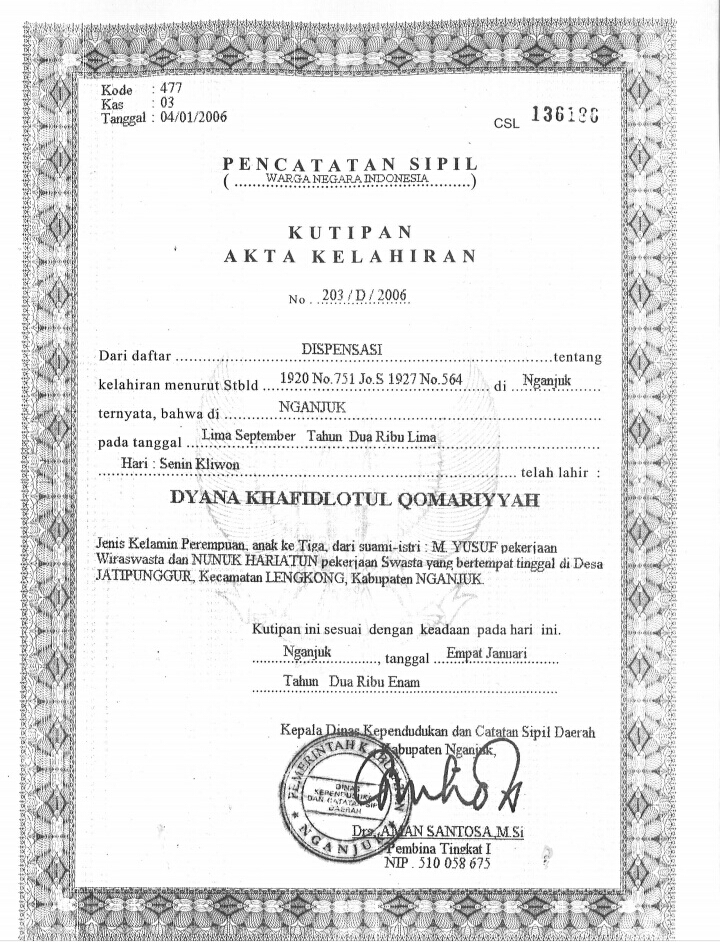 Kode : 477
Kas : 03
Tanggal : 04/01/2006
CSL 136196
PENCATATAN SIPIL
( WARGA NEGARA INDONESIA )
KUTIPAN
AKTA KELAHIRAN
No . 203 / D / 2006
Dari daftar DISPENSASI tentang
kelahiran menurut Stbld 1920 No.751 Jo.S 1927 No.564 di Nganjuk
ternyata, bahwa di NGANJUK
pada tanggal Lima September Tahun Dua Ribu Lima
Hari : Senin Kliwon telah lahir :
DYANA KHAFIDLOTUL QOMARIYYAH
Jenis Kelamin Perempuan, anak ke Tiga, dari suami-istri : M. YUSUF pekerjaan
Wiraswasta dan NUNUK HARIATUN pekerjaan Swasta yang bertempat tinggal di Desa
JATIPUNGGUR, Kecamatan LENGKONG, Kabupaten NGANJUK.
Kutipan ini sesuai dengan keadaan pada hari ini.
Nganjuk, tanggal Empat Januari
Tahun Dua Ribu Enam
Kepala Dinas Kependudukan dan Catatan Sipil Daerah
Kabupaten Nganjuk,
PEMERINTAH KABUPATEN
DINAS
KEPENDUDUKAN
DAN CATATAN SIPIL
DAERAH
NGANJUK
Drs. AMAN SANTOSA,M.Si
Pembina Tingkat I
NIP . 510 058 675